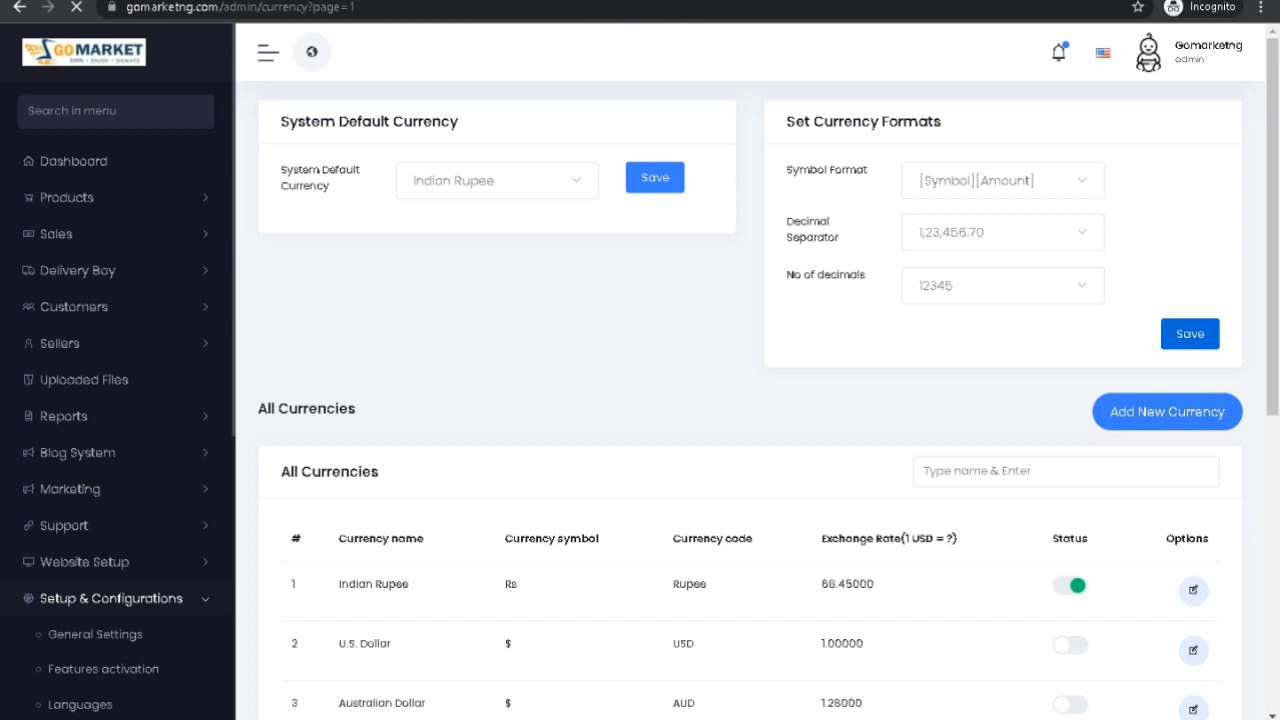 gomarketng.com/admin/currency?page=1
Incognito
GOMARKET
Search in menu
Dashboard
Products
Sales
Delivery Boy
Customers
Sellers
Uploaded Files
Reports
Blog System
Marketing
Support
Website Setup
Setup & Configurations
General Settings
Features activation
Languages
Gomarketng
admin
System Default Currency
System Default
Currency
Indian Rupee
Save
Set Currency Formats
Symbol Format
[Symbol][Amount]
Decimal
Separator
1,23,456.70
No of decimals
12345
Save
All Currencies
Add New Currency
All Currencies
Type name & Enter
# Currency name Currency symbol Currency code Exchange Rate(1 USD = ?) Status Options
1 Indian Rupee Rs Rupee 68.45000
2 U.S. Dollar $ USD 1.00000
3 Australian Dollar $ AUD 1.28000